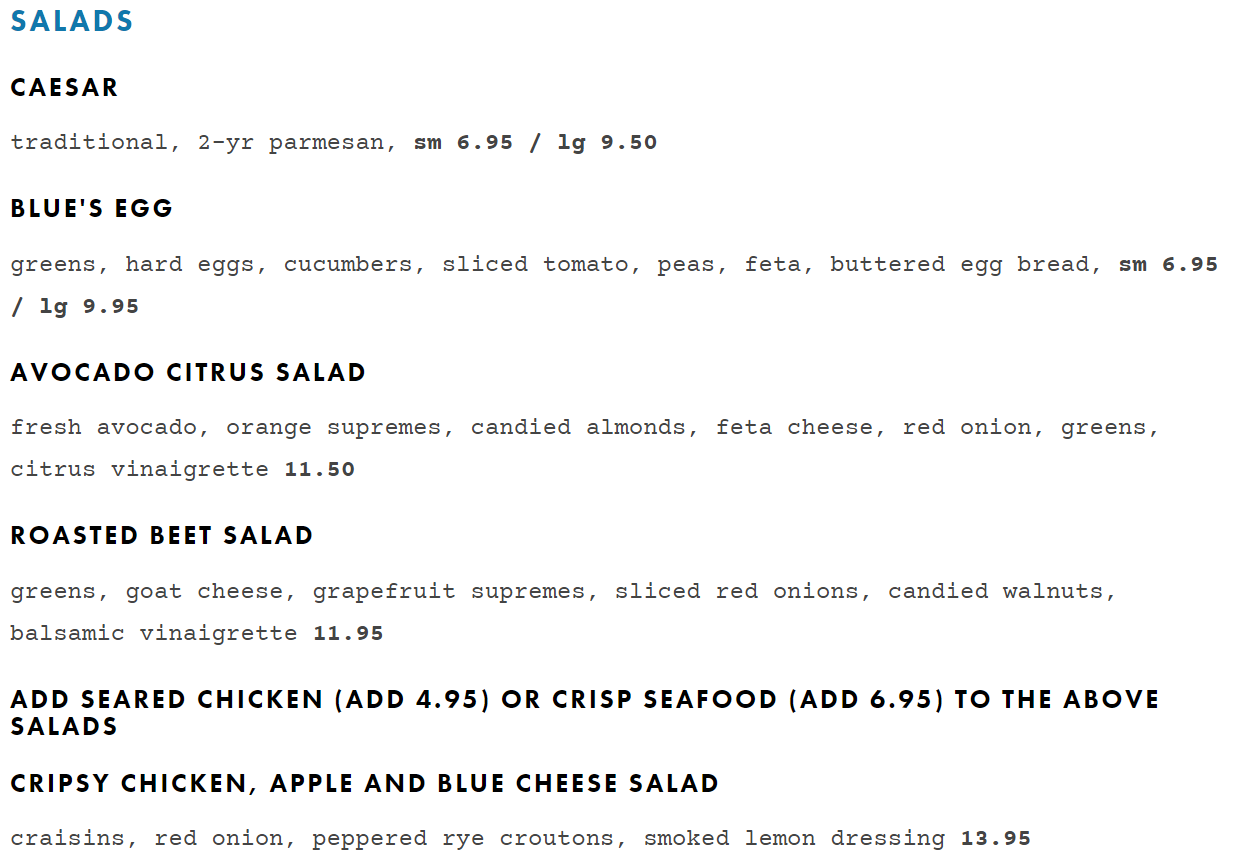 SALADS
CAESAR
traditional, 2-yr parmesan, sm 6.95 / lg 9.50
BLUE'S EGG
greens, hard eggs, cucumbers, sliced tomato, peas, feta, buttered egg bread, sm 6.95
/ lg 9.95
AVOCADO CITRUS SALAD
fresh avocado, orange supremes, candied almonds, feta cheese, red onion, greens,
citrus vinaigrette 11.50
ROASTED BEET SALAD
greens, goat cheese, grapefruit supremes, sliced red onions, candied walnuts,
balsamic vinaigrette 11.95
ADD SEARED CHICKEN (ADD 4.95) OR CRISP SEAFOOD (ADD 6.95) TO THE ABOVE
SALADS
CRIPSY CHICKEN, APPLE AND BLUE CHEESE SALAD
craisins, red onion, peppered rye croutons, smoked lemon dressing 13.95